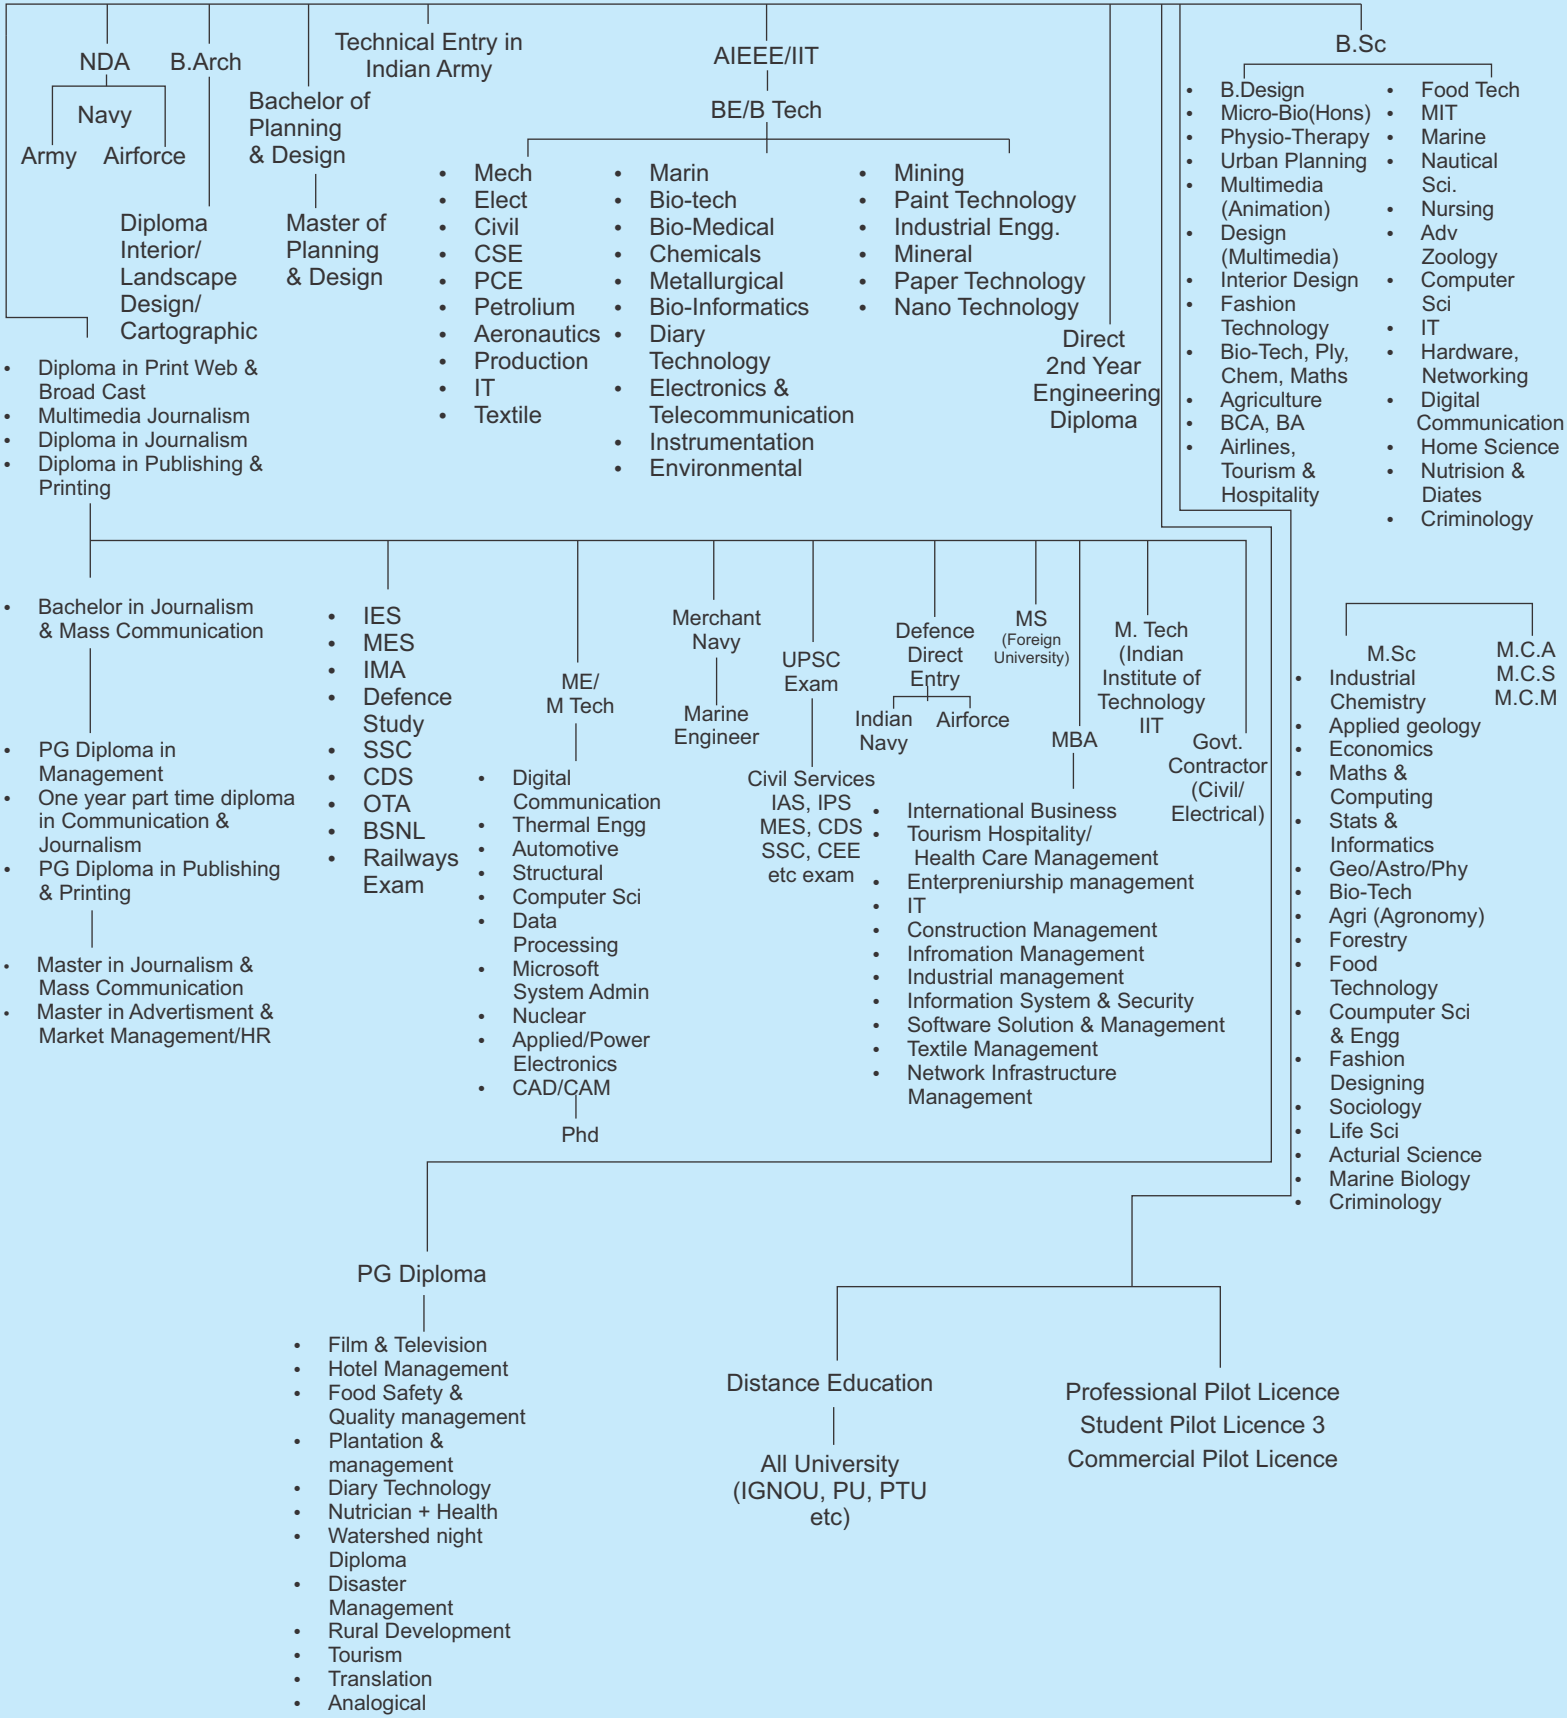 NDA
Navy
Army
Airforce
B.Arch
Diploma
Interior/
Landscape
Design/
Cartographic
Bachelor of
Planning
& Design
Master of
Planning
& Design
Technical Entry in
Indian Army
AIEEE/IIT
BE/B Tech
• Mech
• Elect
• Civil
• CSE
• PCE
• Petrolium
• Aeronautics
• Production
• IT
• Textile
• Marin
• Bio-tech
• Bio-Medical
• Chemicals
• Metallurgical
• Bio-Informatics
• Diary
Technology
• Electronics &
Telecommunication
• Instrumentation
• Environmental
• Mining
• Paint Technology
• Industrial Engg.
• Mineral
• Paper Technology
• Nano Technology
Direct
2nd Year
Engineering
Diploma
B.Sc
• B.Design
• Micro-Bio(Hons)
• Physio-Therapy
• Urban Planning
• Multimedia
(Animation)
• Design
(Multimedia)
• Interior Design
• Fashion
Technology
• Bio-Tech, Ply,
Chem, Maths
• Agriculture
• BCA, BA
• Airlines,
Tourism &
Hospitality
• Food Tech
• MIT
• Marine
• Nautical
Sci.
• Nursing
• Adv
Zoology
• Computer
Sci
• IT
• Hardware,
Networking
• Digital
Communication
• Home Science
• Nutrision &
Diates
• Criminology
• Diploma in Print Web &
Broad Cast
• Multimedia Journalism
• Diploma in Journalism
• Diploma in Publishing &
Printing
• Bachelor in Journalism
& Mass Communication
• PG Diploma in
Management
• One year part time diploma
in Communication &
Journalism
• PG Diploma in Publishing
& Printing
• Master in Journalism &
Mass Communication
• Master in Advertisment &
Market Management/HR
• IES
• MES
• IMA
• Defence
Study
• SSC
• CDS
• OTA
• BSNL
• Railways
Exam
ME/
M Tech
• Digital
Communication
• Thermal Engg
• Automotive
• Structural
• Computer Sci
• Data
Processing
• Microsoft
System Admin
• Nuclear
• Applied/Power
Electronics
• CAD/CAM
Phd
Merchant
Navy
Marine
Engineer
UPSC
Exam
Civil Services
IAS, IPS
MES, CDS
SSC, CEE
etc exam
Defence
Direct
Entry
Indian
Navy
Airforce
MS
(Foreign
University)
MBA
• International Business
• Tourism Hospitality/
Health Care Management
• Enterpreniurship management
• IT
• Construction Management
• Infromation Management
• Industrial management
• Information System & Security
• Software Solution & Management
• Textile Management
• Network Infrastructure
Management
M. Tech
(Indian
Institute of
Technology
IIT
Govt.
Contractor
(Civil/
Electrical)
M.Sc
• Industrial
Chemistry
• Applied geology
• Economics
• Maths &
Computing
• Stats &
Informatics
• Geo/Astro/Phy
• Bio-Tech
• Agri (Agronomy)
• Forestry
• Food
Technology
• Coumputer Sci
& Engg
• Fashion
Designing
• Sociology
• Life Sci
• Acturial Science
• Marine Biology
• Criminology
M.C.A
M.C.S
M.C.M
PG Diploma
• Film & Television
• Hotel Management
• Food Safety &
Quality management
• Plantation &
management
• Diary Technology
• Nutrician + Health
• Watershed night
Diploma
• Disaster
Management
• Rural Development
• Tourism
• Translation
• Analogical
Distance Education
All University
(IGNOU, PU, PTU
etc)
Professional Pilot Licence
Student Pilot Licence 3
Commercial Pilot Licence